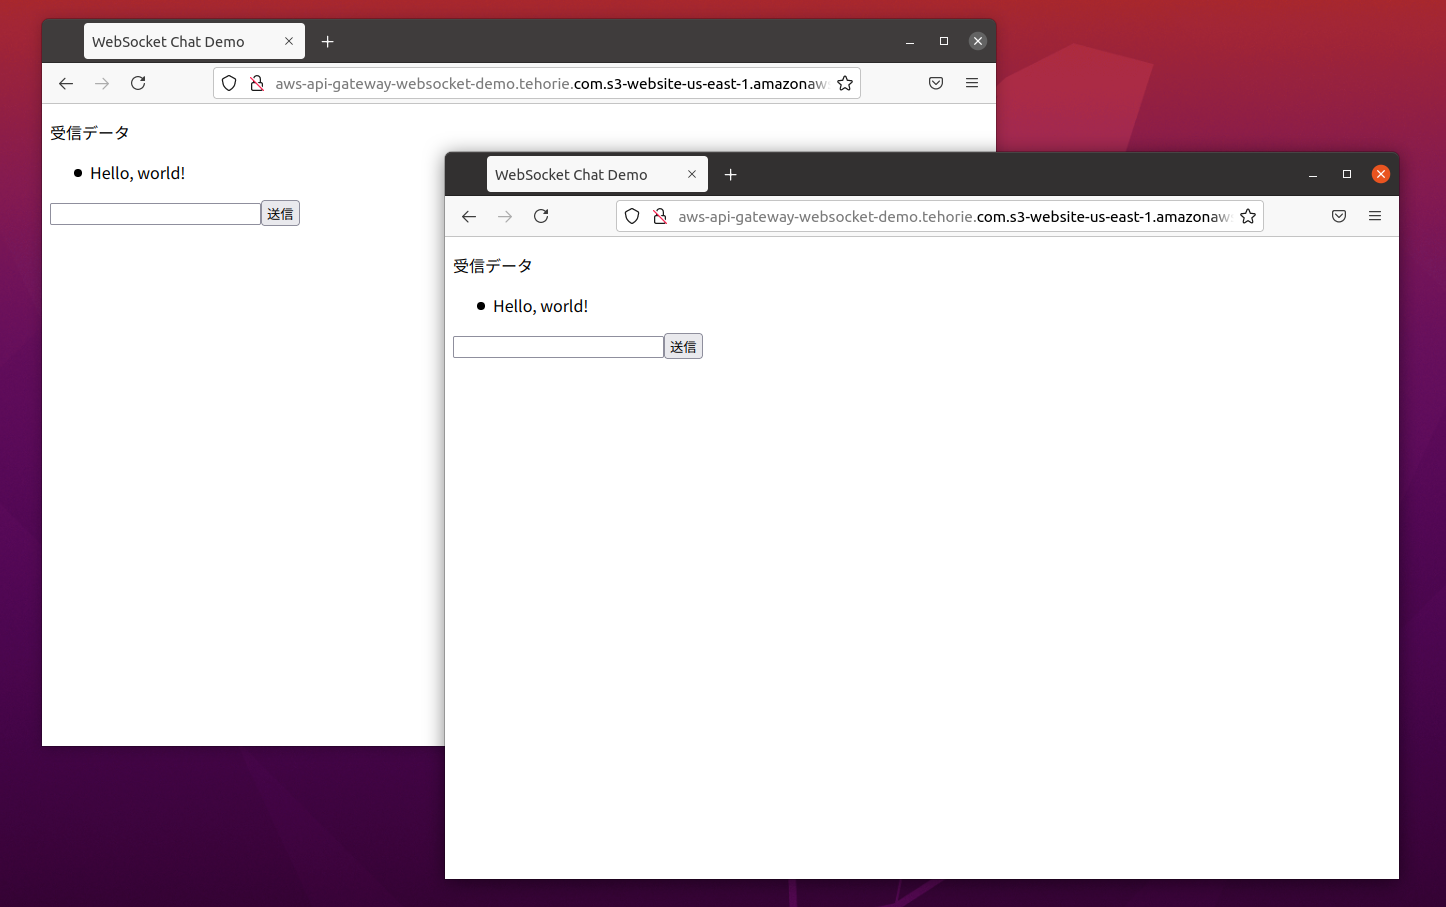 WebSocket Chat Demo
aws-api-gateway-websocket-demo.tehorie.com.s3-website-us-east-1.amazonaws
受信データ
Hello, world!
送信
WebSocket Chat Demo
aws-api-gateway-websocket-demo.tehorie.com.s3-website-us-east-1.amazonaws
受信データ
Hello, world!
送信